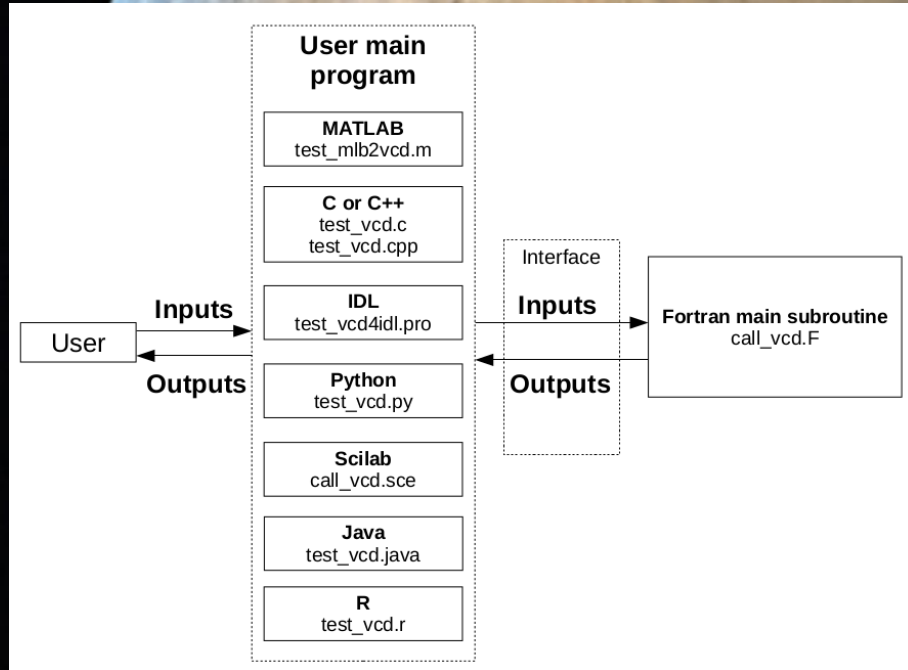 User main
program
MATLAB
test_mlb2vcd.m
C or C++
test_vcd.c
test_vcd.cpp
IDL
test_vcd4idl.pro
Python
test_vcd.py
Scilab
call_vcd.sce
Java
test_vcd.java
R
test_vcd.r
User
Inputs
Outputs
Interface
Inputs
Outputs
Fortran main subroutine
call_vcd.F